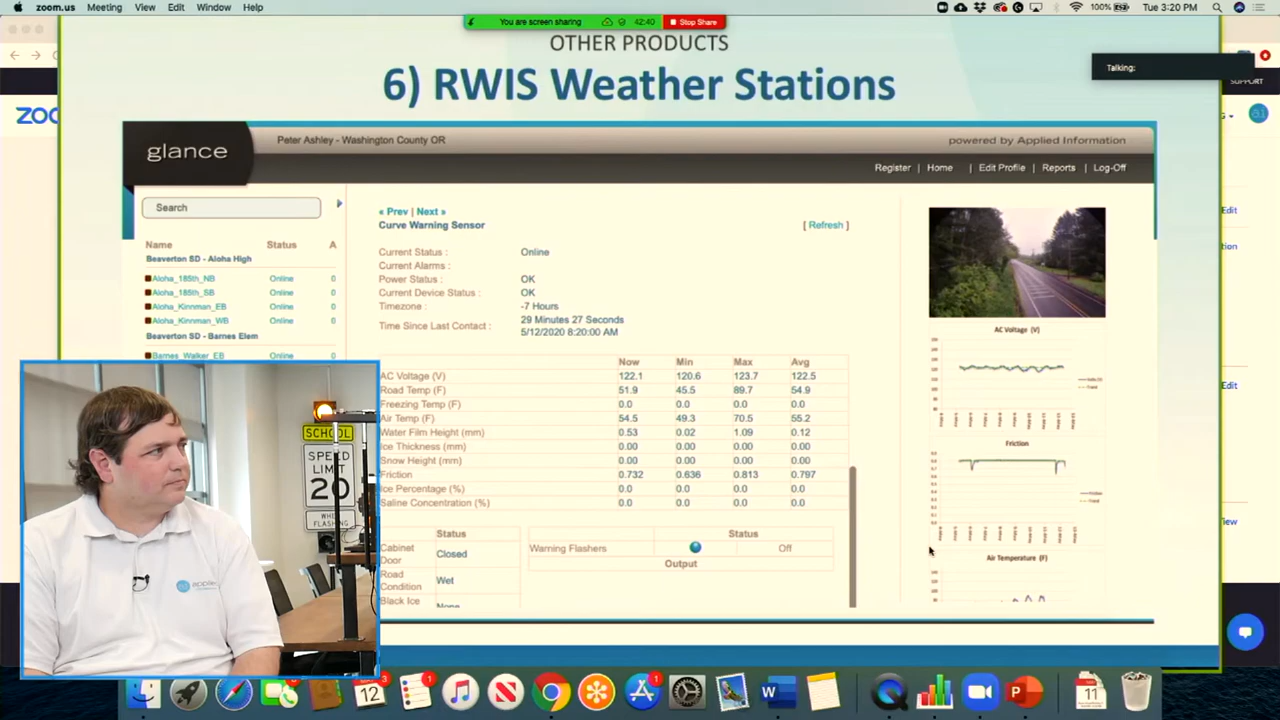 zoom.us Meeting View Edit Window Help
100% Tue 3:20 PM
You are screen sharing 42:40 Stop Share
OTHER PRODUCTS
6) RWIS Weather Stations
Talking:
SUPPORT
glance
Peter Ashley - Washington County OR
powered by Applied Information
Register Home | Edit Profile | Reports | Log-Off
Search
Name Status A
Beaverton SD - Aloha High
Aloha_185th_NB Online 0
Aloha_185th_SB Online 0
Aloha_Kinnman_EB Online 0
Aloha_Kinnman_WB Online 0
Beaverton SD - Barnes Elem
Barnes_Walker_EB Online 0
« Prev | Next »
Curve Warning Sensor
[ Refresh ]
Current Status : Online
Current Alarms :
Power Status : OK
Current Device Status : OK
Timezone : -7 Hours
Time Since Last Contact : 29 Minutes 27 Seconds
5/12/2020 8:20:00 AM
Now Min Max Avg
AC Voltage (V) 122.1 120.6 123.7 122.5
Road Temp (F) 51.9 45.5 89.7 54.9
Freezing Temp (F) 0.0 0.0 0.0 0.0
Air Temp (F) 54.5 49.3 70.5 55.2
Water Film Height (mm) 0.53 0.02 1.09 0.12
Ice Thickness (mm) 0.00 0.00 0.00 0.00
Snow Height (mm) 0.00 0.00 0.00 0.00
Friction 0.732 0.636 0.813 0.797
Ice Percentage (%) 0.0 0.0 0.0 0.0
Saline Concentration (%) 0.0 0.0 0.0 0.0
Status
Cabinet Door Closed
Road Condition Wet
Black Ice None
Status
Warning Flashers Off
Output
AC Voltage (V)
Friction
Air Temperature (F)
Edit
Edit
SCHOOL
SPEED
LIMIT
20
WHEN
FLASHING
applied
12
11